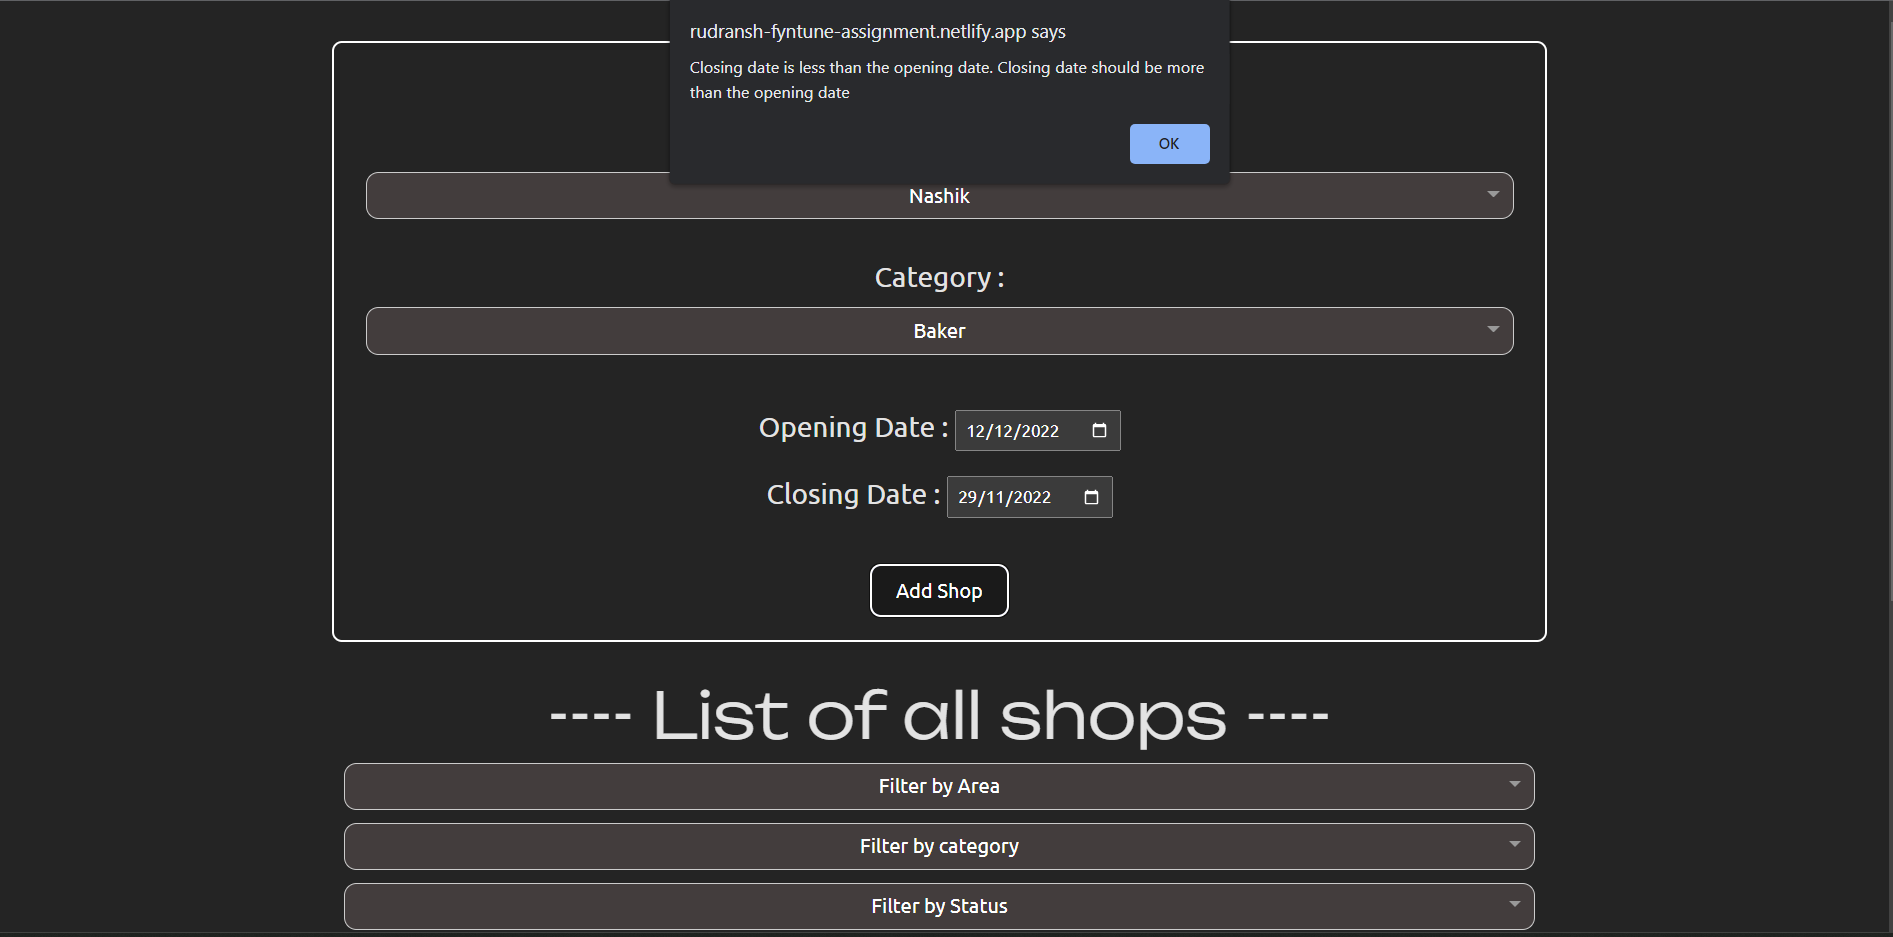 rudransh-fyntune-assignment.netlify.app says
Closing date is less than the opening date. Closing date should be more
than the opening date
OK
Nashik
Category :
Baker
Opening Date : 12/12/2022
Closing Date : 29/11/2022
Add Shop
---- List of all shops ----
Filter by Area
Filter by category
Filter by Status